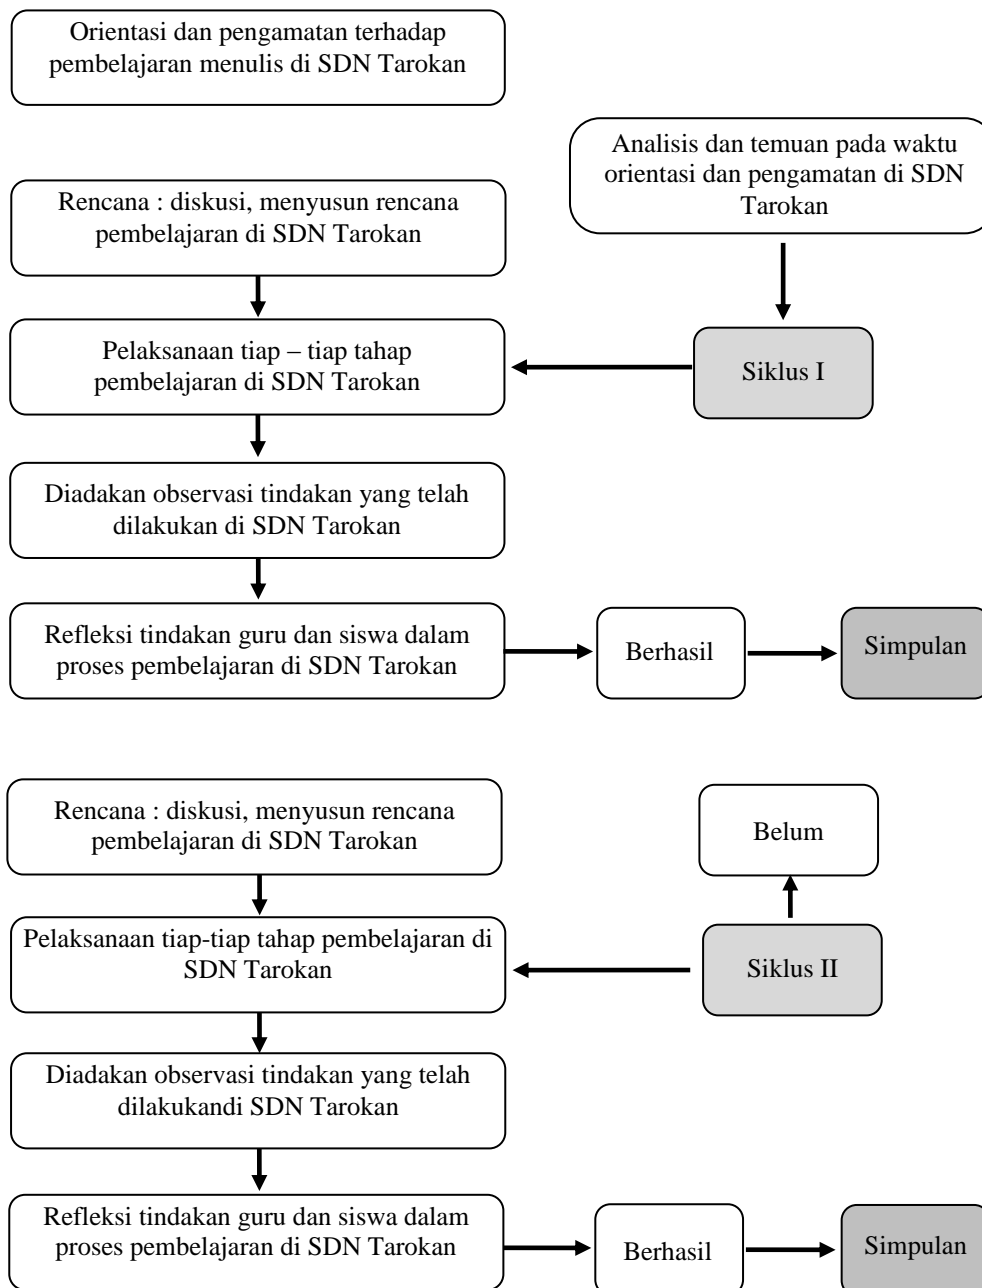 Orientasi dan pengamatan terhadap
pembelajaran menulis di SDN Tarokan
Analisis dan temuan pada waktu
orientasi dan pengamatan di SDN
Tarokan
Rencana : diskusi, menyusun rencana
pembelajaran di SDN Tarokan
Pelaksanaan tiap – tiap tahap
pembelajaran di SDN Tarokan
Siklus I
Diadakan observasi tindakan yang telah
dilakukan di SDN Tarokan
Refleksi tindakan guru dan siswa dalam
proses pembelajaran di SDN Tarokan
Berhasil
Simpulan
Rencana : diskusi, menyusun rencana
pembelajaran di SDN Tarokan
Belum
Pelaksanaan tiap-tiap tahap pembelajaran di
SDN Tarokan
Siklus II
Diadakan observasi tindakan yang telah
dilakukandi SDN Tarokan
Refleksi tindakan guru dan siswa dalam
proses pembelajaran di SDN Tarokan
Berhasil
Simpulan